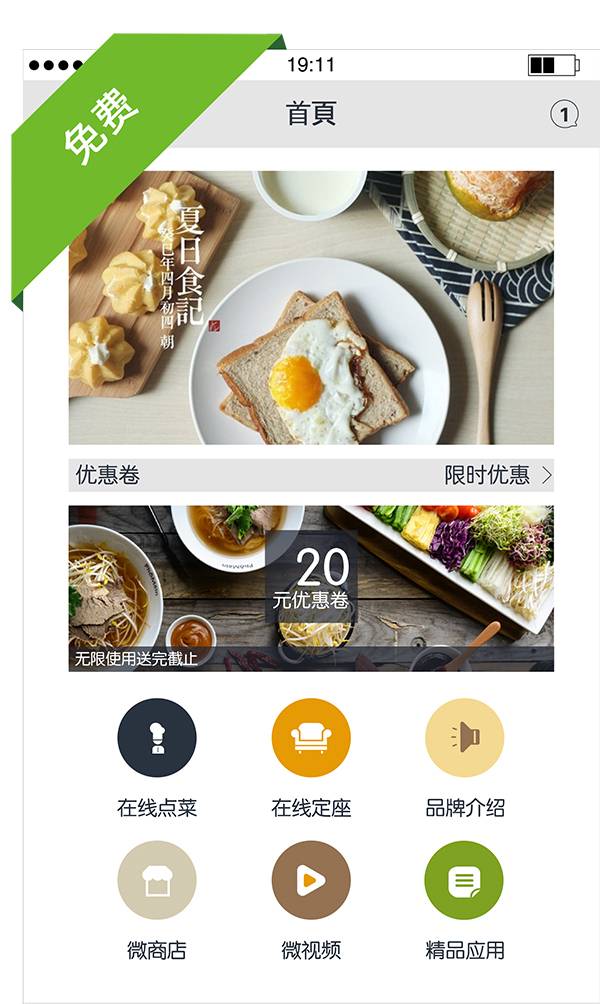 免费
19:11
首頁
1
夏日食記
癸巳年四月初四 朝
优惠卷
限时优惠
20
元优惠卷
无限使用送完截止
在线点菜
在线定座
品牌介绍
微商店
微视频
精品应用